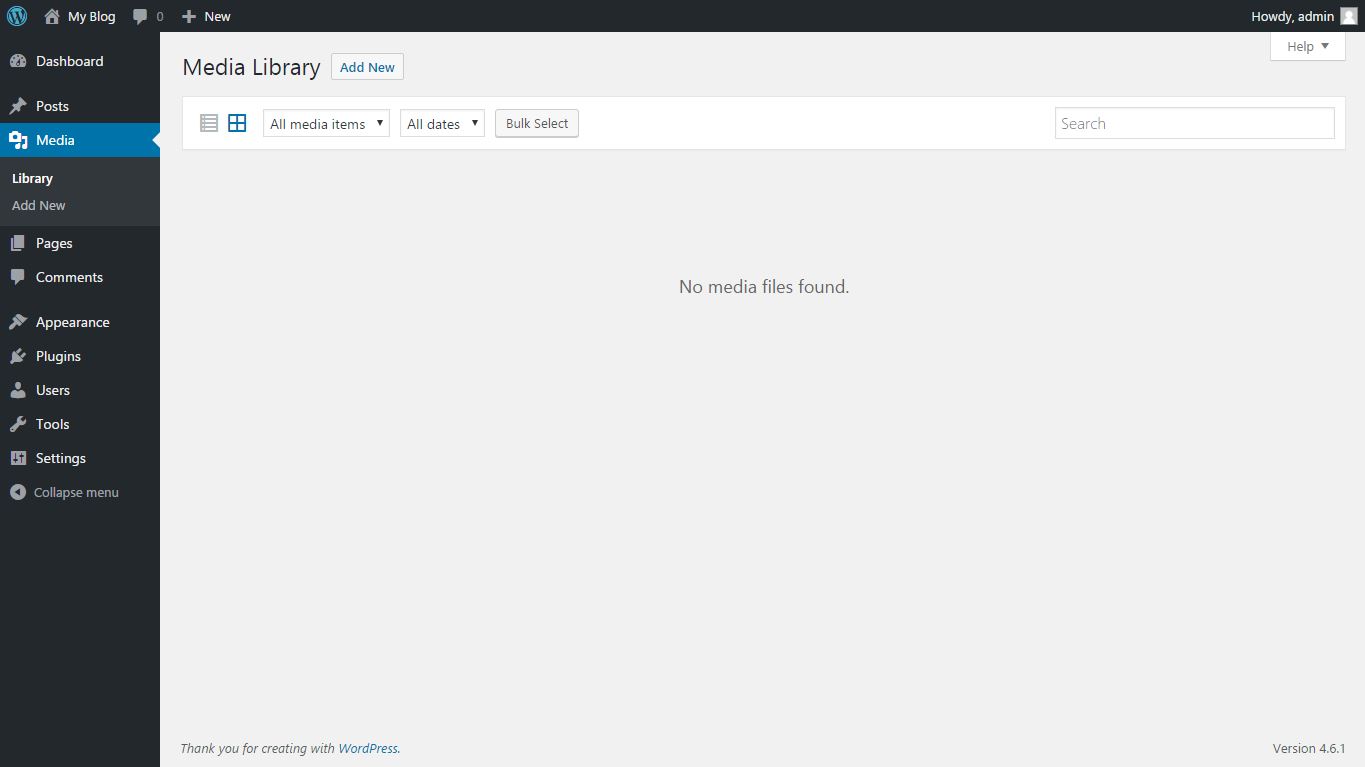 My Blog 0 New Howdy, admin
Help
Dashboard
Posts
Media
Library
Add New
Pages
Comments
Appearance
Plugins
Users
Tools
Settings
Collapse menu
Media Library Add New
All media items All dates Bulk Select Search
No media files found.
Thank you for creating with WordPress. Version 4.6.1